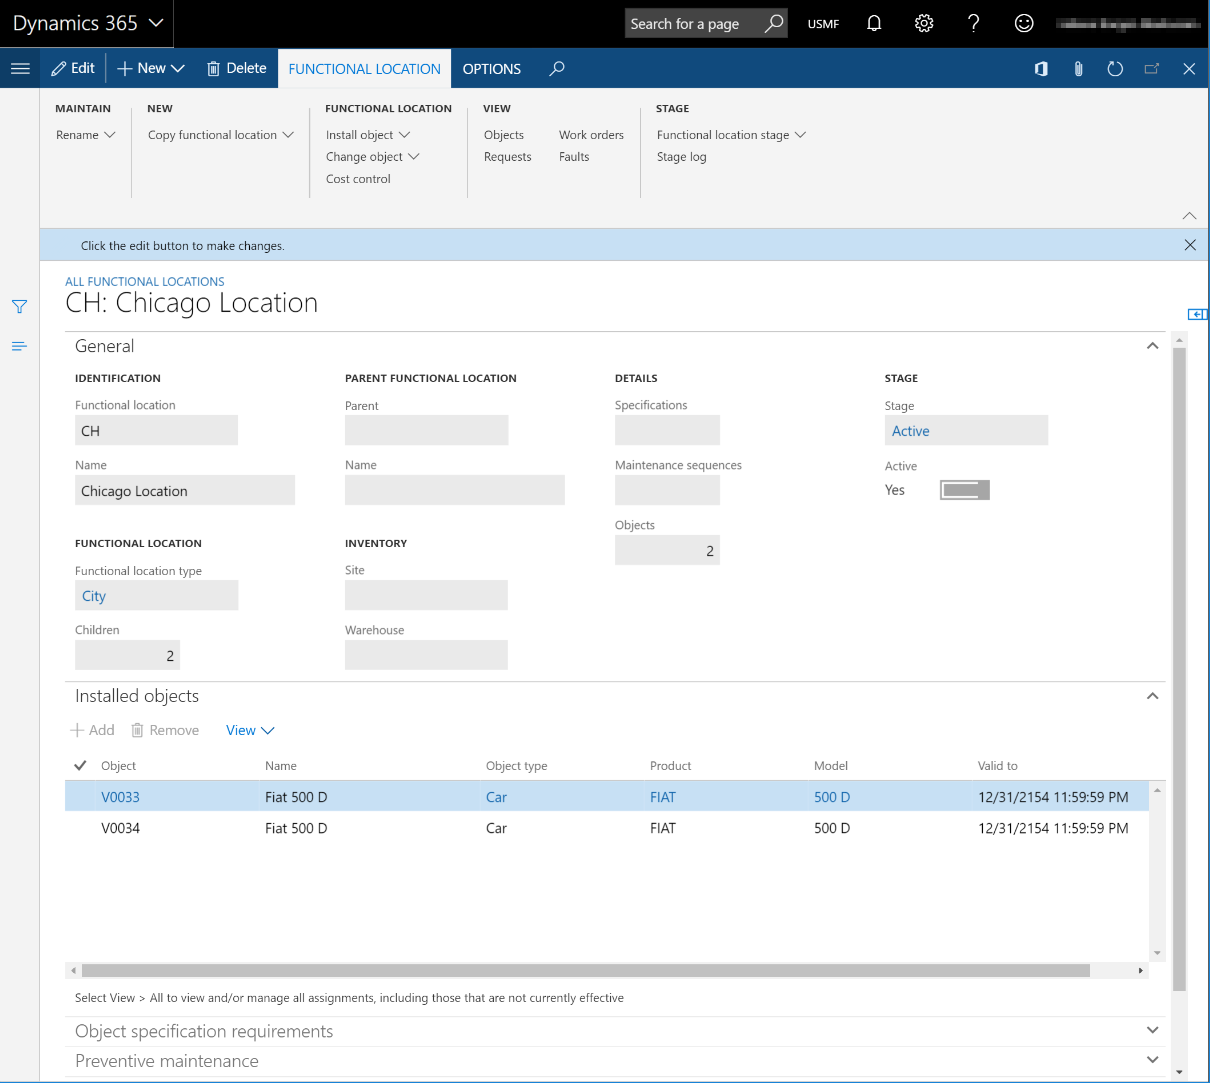 Dynamics 365
Search for a page
USMF
?
Edit
New
Delete
FUNCTIONAL LOCATION
OPTIONS
MAINTAIN
Rename
NEW
Copy functional location
FUNCTIONAL LOCATION
Install object
Change object
Cost control
VIEW
Objects Work orders
Requests Faults
STAGE
Functional location stage
Stage log
Click the edit button to make changes.
ALL FUNCTIONAL LOCATIONS
CH: Chicago Location
General
IDENTIFICATION
Functional location
CH
Name
Chicago Location
FUNCTIONAL LOCATION
Functional location type
City
Children
2
PARENT FUNCTIONAL LOCATION
Parent
Name
INVENTORY
Site
Warehouse
DETAILS
Specifications
Maintenance sequences
Objects
2
STAGE
Stage
Active
Active
Yes
Installed objects
Add Remove View
Object Name Object type Product Model Valid to
V0033 Fiat 500 D Car FIAT 500 D 12/31/2154 11:59:59 PM
V0034 Fiat 500 D Car FIAT 500 D 12/31/2154 11:59:59 PM
Select View > All to view and/or manage all assignments, including those that are not currently effective
Object specification requirements
Preventive maintenance